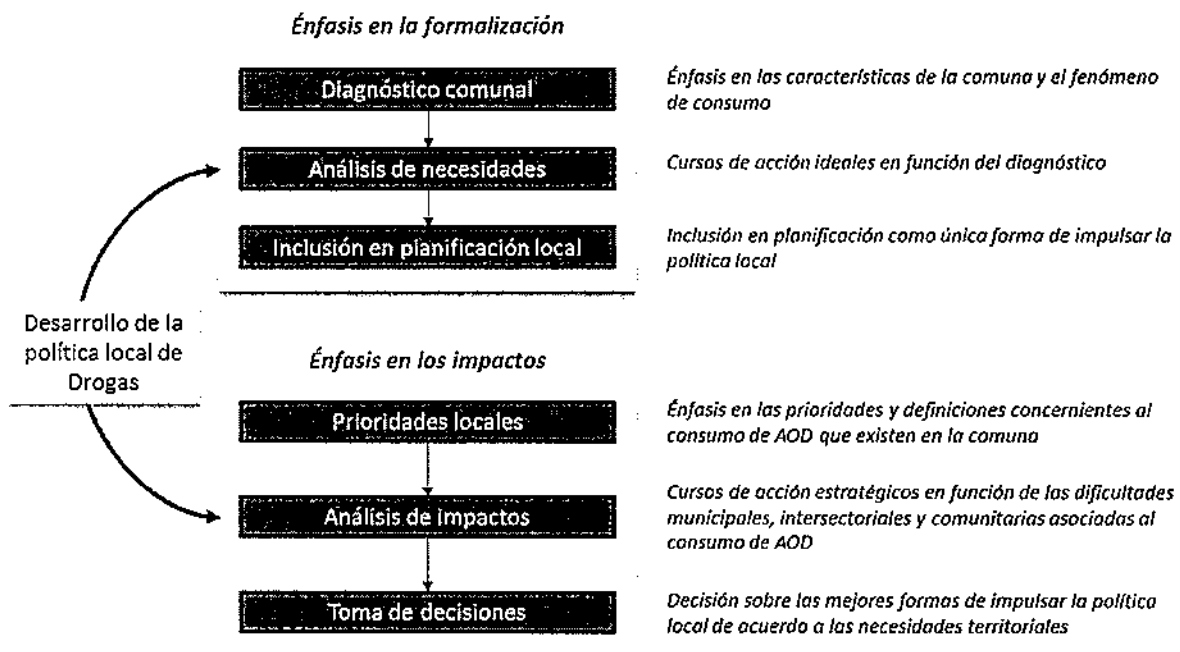 Énfasis en la formalización
Diagnóstico comunal
Énfasis en las características de la comuna y el fenómeno
de consumo
Análisis de necesidades
Cursos de acción ideales en función del diagnóstico
Inclusión en planificación local
Inclusión en planificación como única forma de impulsar la
política local
Desarrollo de la
política local de
Drogas
Énfasis en los impactos
Prioridades locales
Énfasis en las prioridades y definiciones concernientes al
consumo de AOD que existen en la comuna
Análisis de impactos
Cursos de acción estratégicos en función de las dificultades
municipales, intersectoriales y comunitarias asociadas al
consumo de AOD
Toma de decisiones
Decisión sobre las mejores formas de impulsar la política
local de acuerdo a las necesidades territoriales